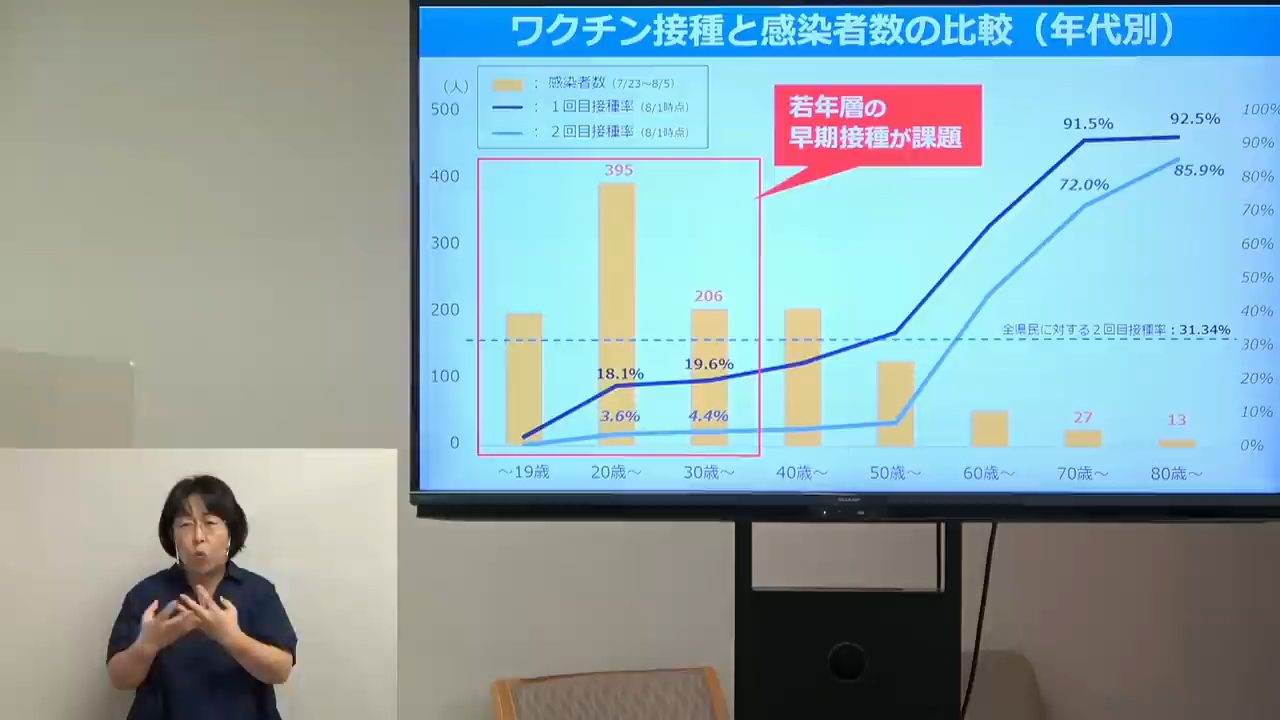 ワクチン接種と感染者数の比較（年代別）
（人）
：感染者数（7/23～8/5）
：１回目接種率（8/1時点）
：２回目接種率（8/1時点）
若年層の
早期接種が課題
500
400
300
200
100
0
100%
90%
80%
70%
60%
50%
40%
30%
20%
10%
0%
395
206
27
13
18.1%
19.6%
91.5%
92.5%
3.6%
4.4%
72.0%
85.9%
全県民に対する２回目接種率：31.34%
～19歳
20歳～
30歳～
40歳～
50歳～
60歳～
70歳～
80歳～